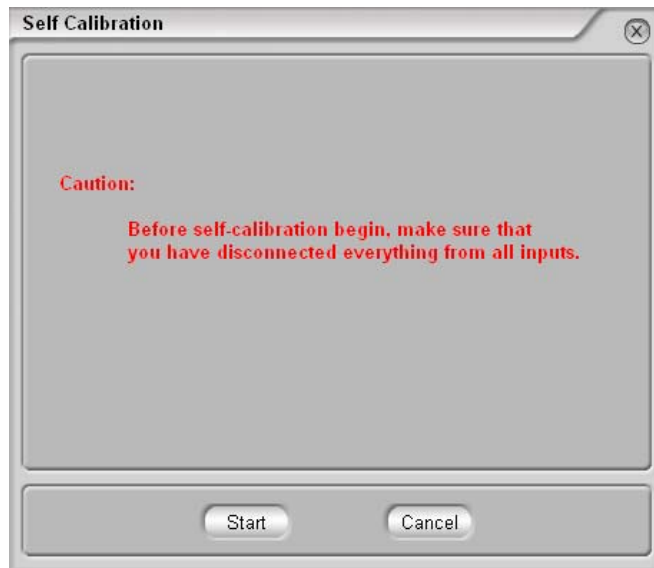 Self Calibration
Caution:
Before self-calibration begin, make sure that
you have disconnected everything from all inputs.
Start
Cancel